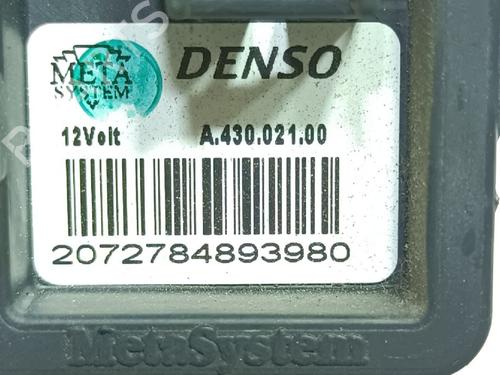 META
SYSTEM
DENSO
12Volt A.430.021.00
2072784893980
MetaSystem